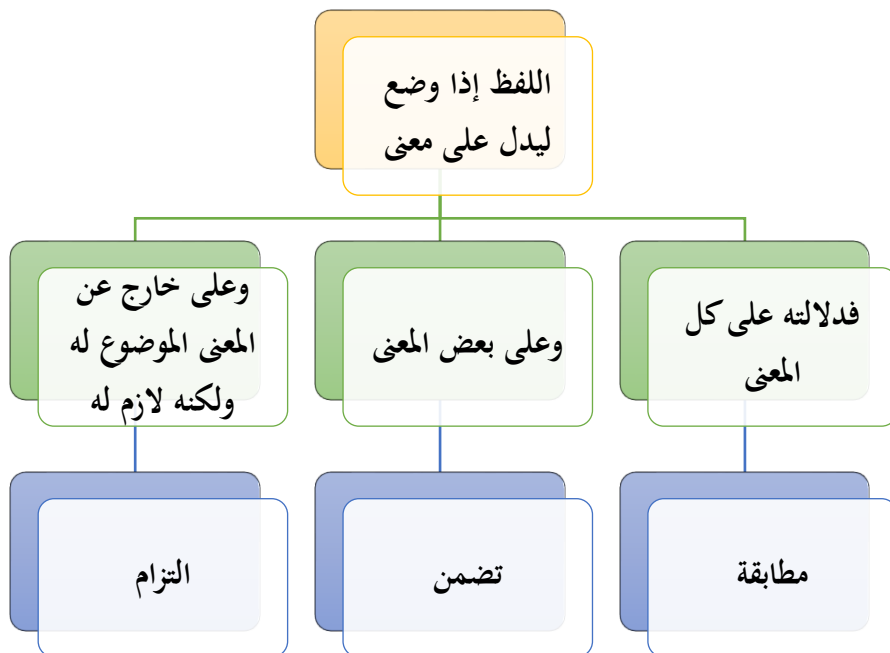 اللفظ إذا وضع
ليدل على معنى
فدلالته على كل
المعنى
وعلى بعض المعنى
وعلى خارج عن
المعنى الموضوع له
ولكنه لازم له
مطابقة
تضمن
التزام